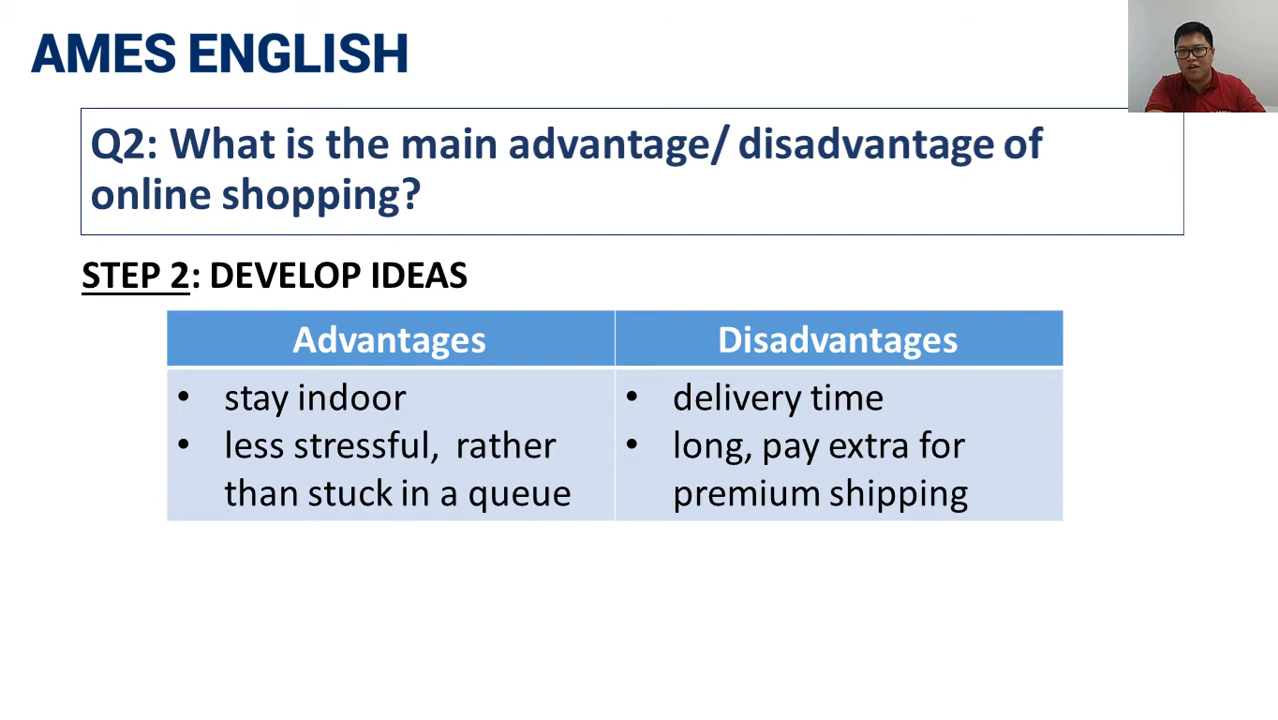 AMES ENGLISH
Q2: What is the main advantage/ disadvantage of
online shopping?
STEP 2: DEVELOP IDEAS
Advantages
Disadvantages
• stay indoor
• less stressful, rather
than stuck in a queue
• delivery time
• long, pay extra for
premium shipping